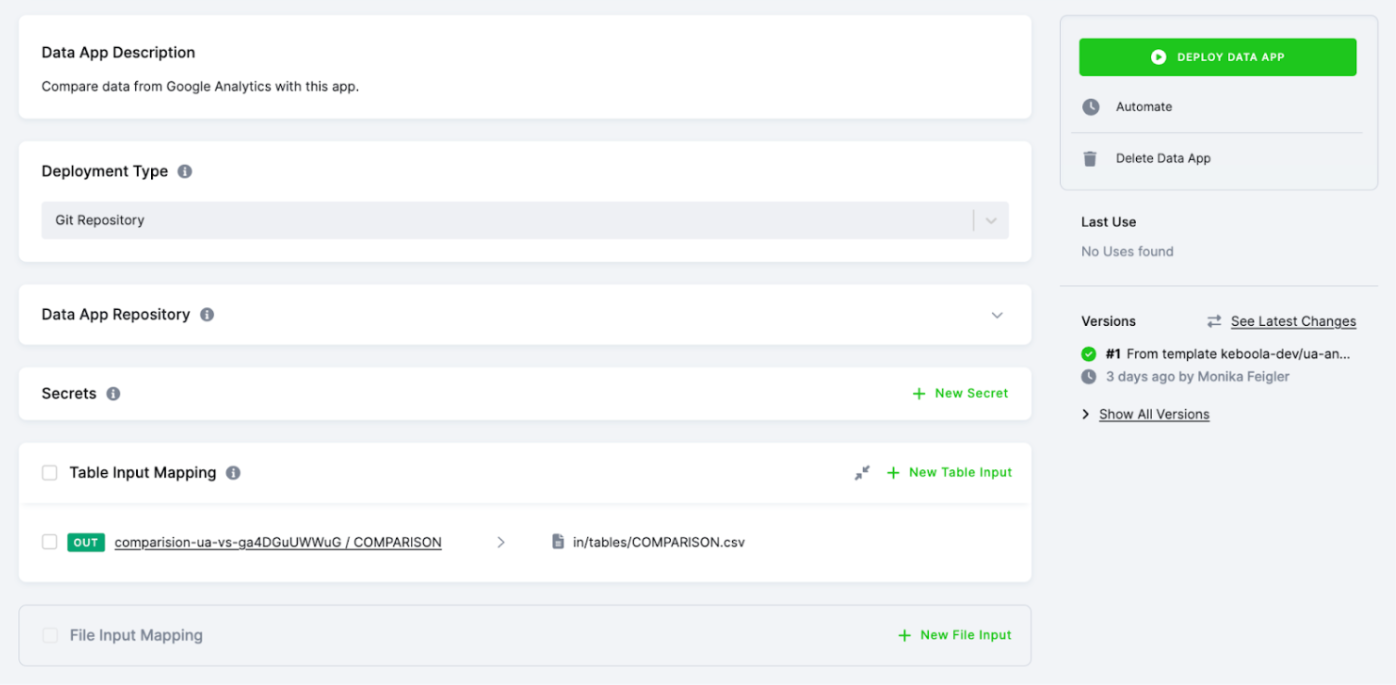 Data App Description
Compare data from Google Analytics with this app.
Deployment Type
Git Repository
Data App Repository
Secrets
+ New Secret
Table Input Mapping
+ New Table Input
OUT comparision-ua-vs-ga4DGuUWWuG / COMPARISON > in/tables/COMPARISON.csv
File Input Mapping
+ New File Input
DEPLOY DATA APP
Automate
Delete Data App
Last Use
No Uses found
Versions
See Latest Changes
#1 From template keboola-dev/ua-an...
3 days ago by Monika Feigler
Show All Versions